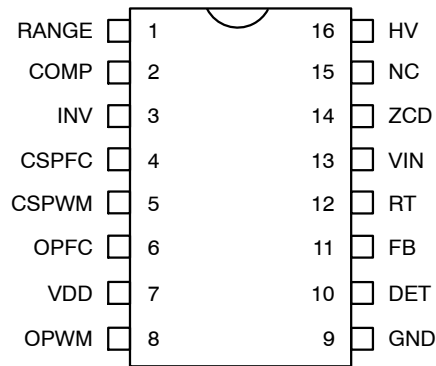 RANGE 1 16 HV
COMP 2 15 NC
INV 3 14 ZCD
CSPFC 4 13 VIN
CSPWM 5 12 RT
OPFC 6 11 FB
VDD 7 10 DET
OPWM 8 9 GND